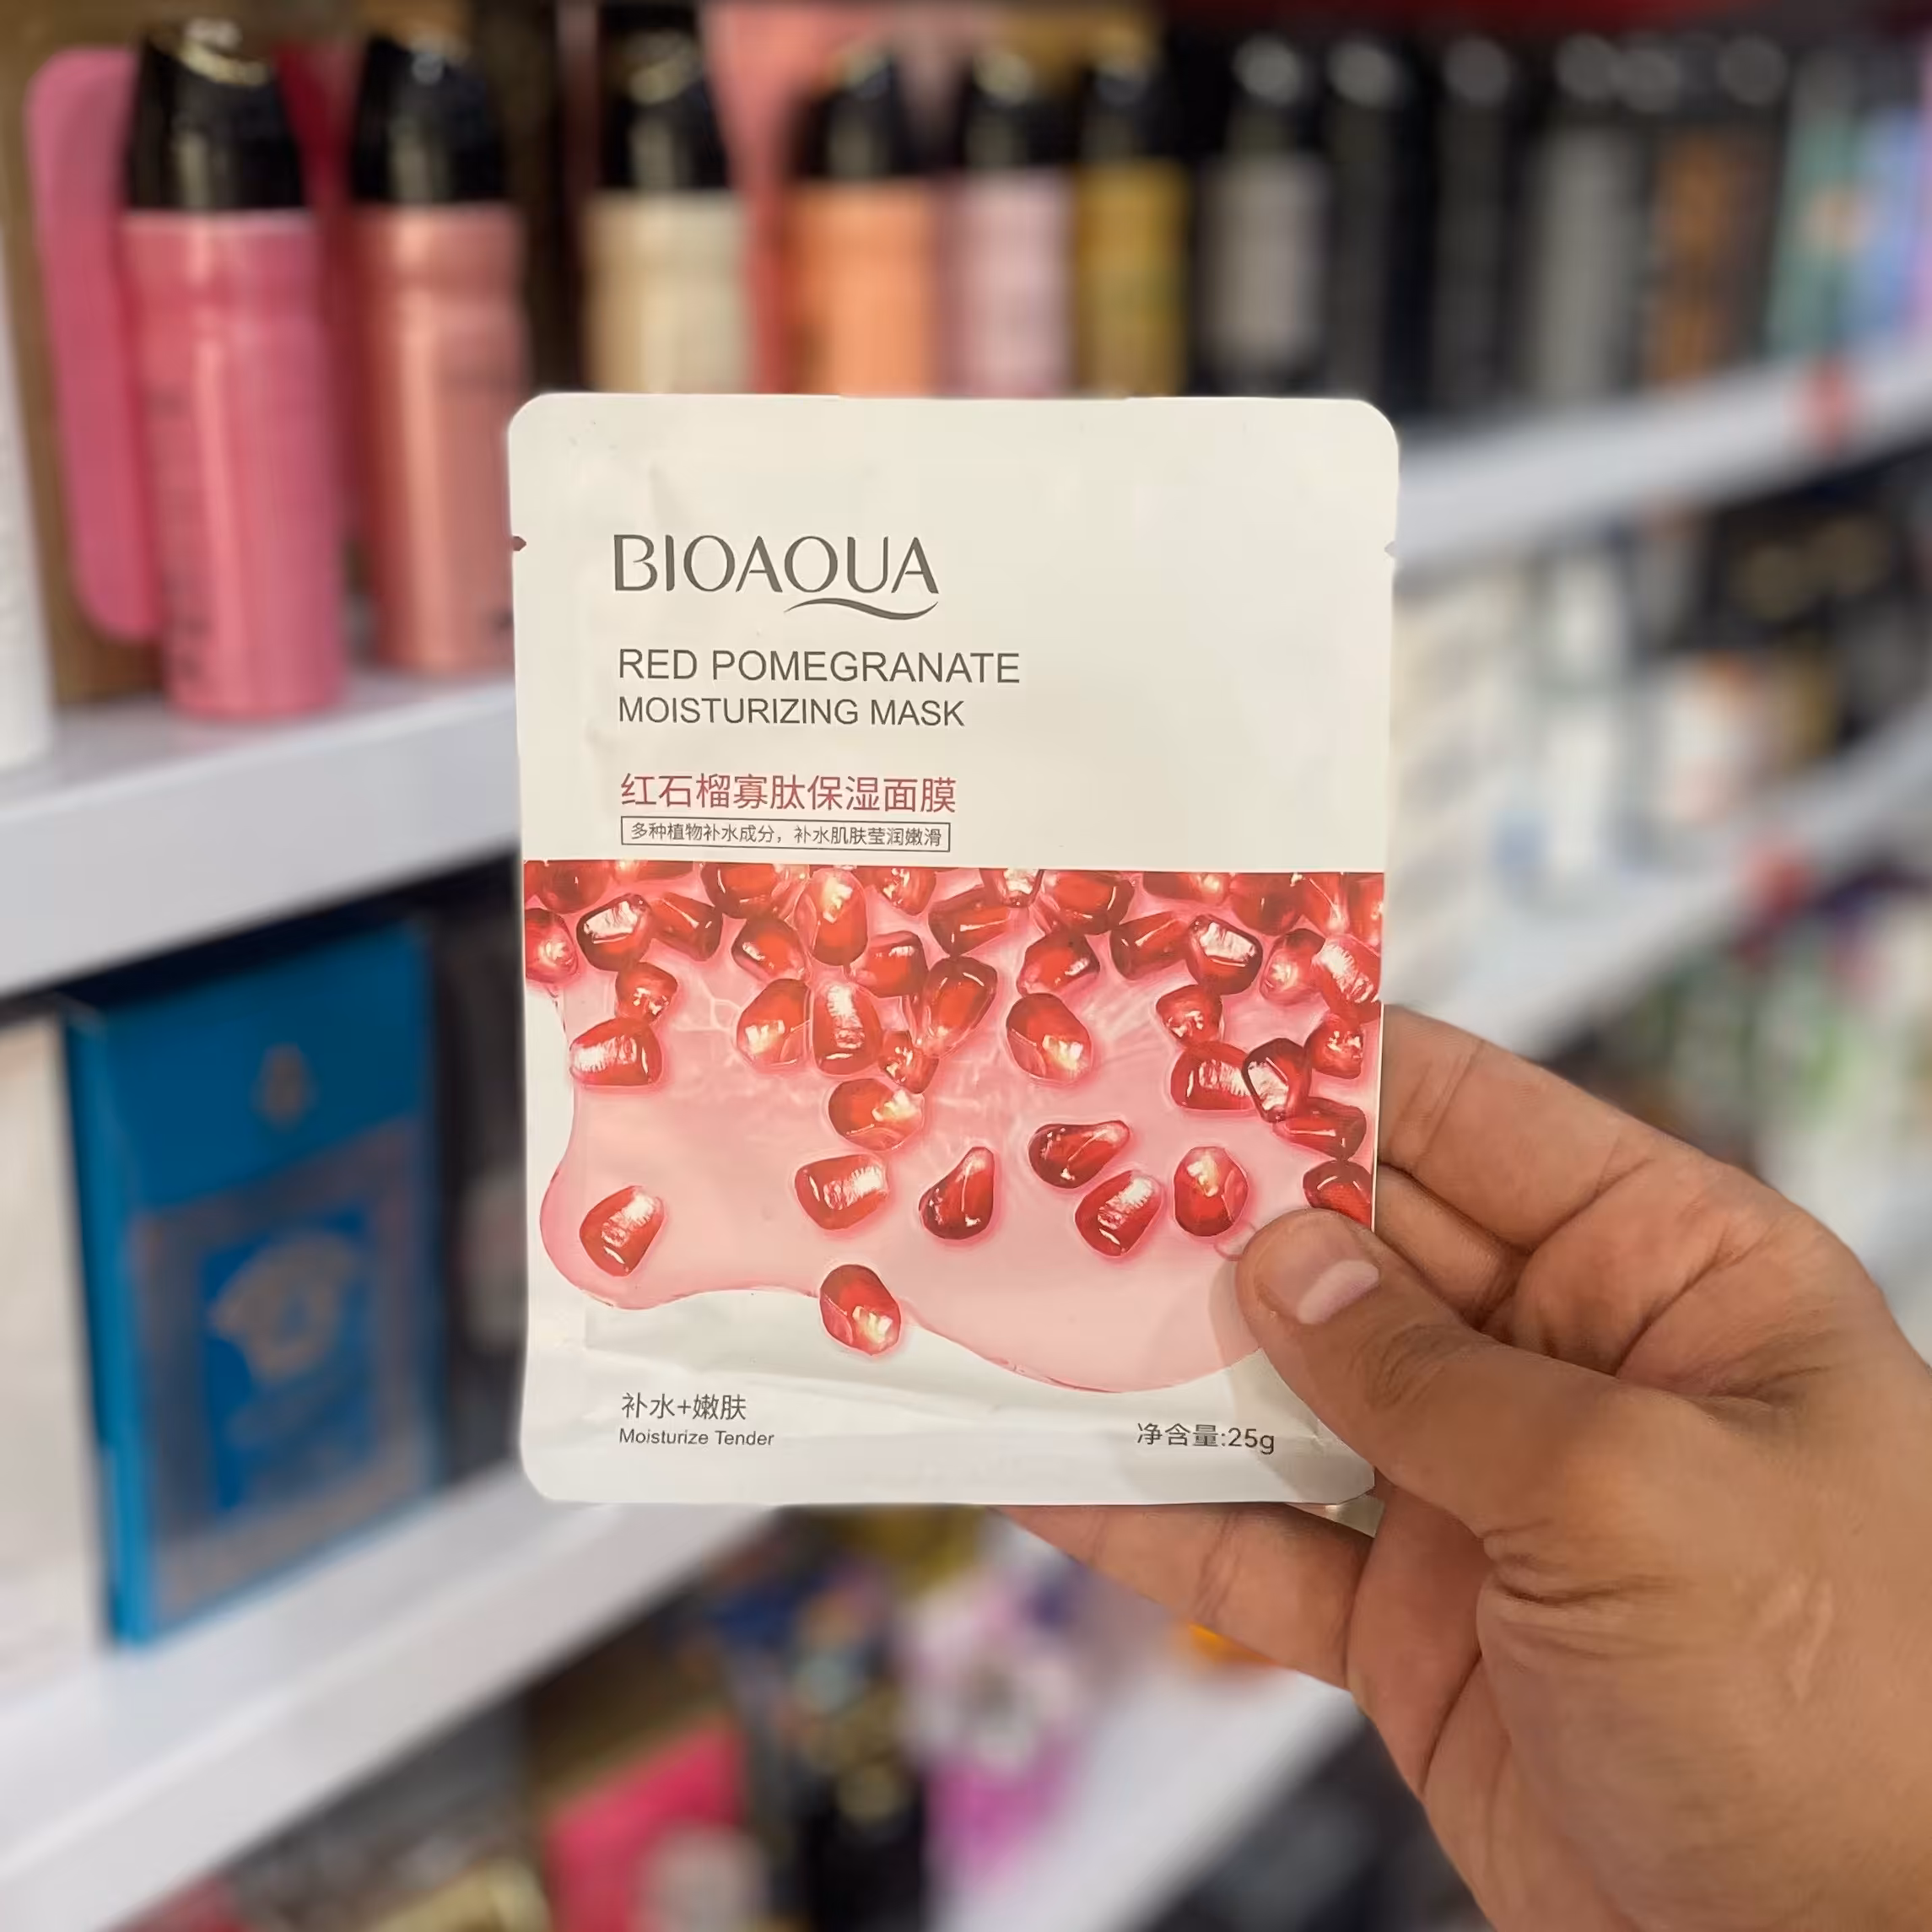 BIOAQUA
RED POMEGRANATE
MOISTURIZING MASK
红石榴寡肽保湿面膜
多种植物补水成分，补水肌肤莹润嫩滑
补水+嫩肤
Moisturize Tender
净含量:25g